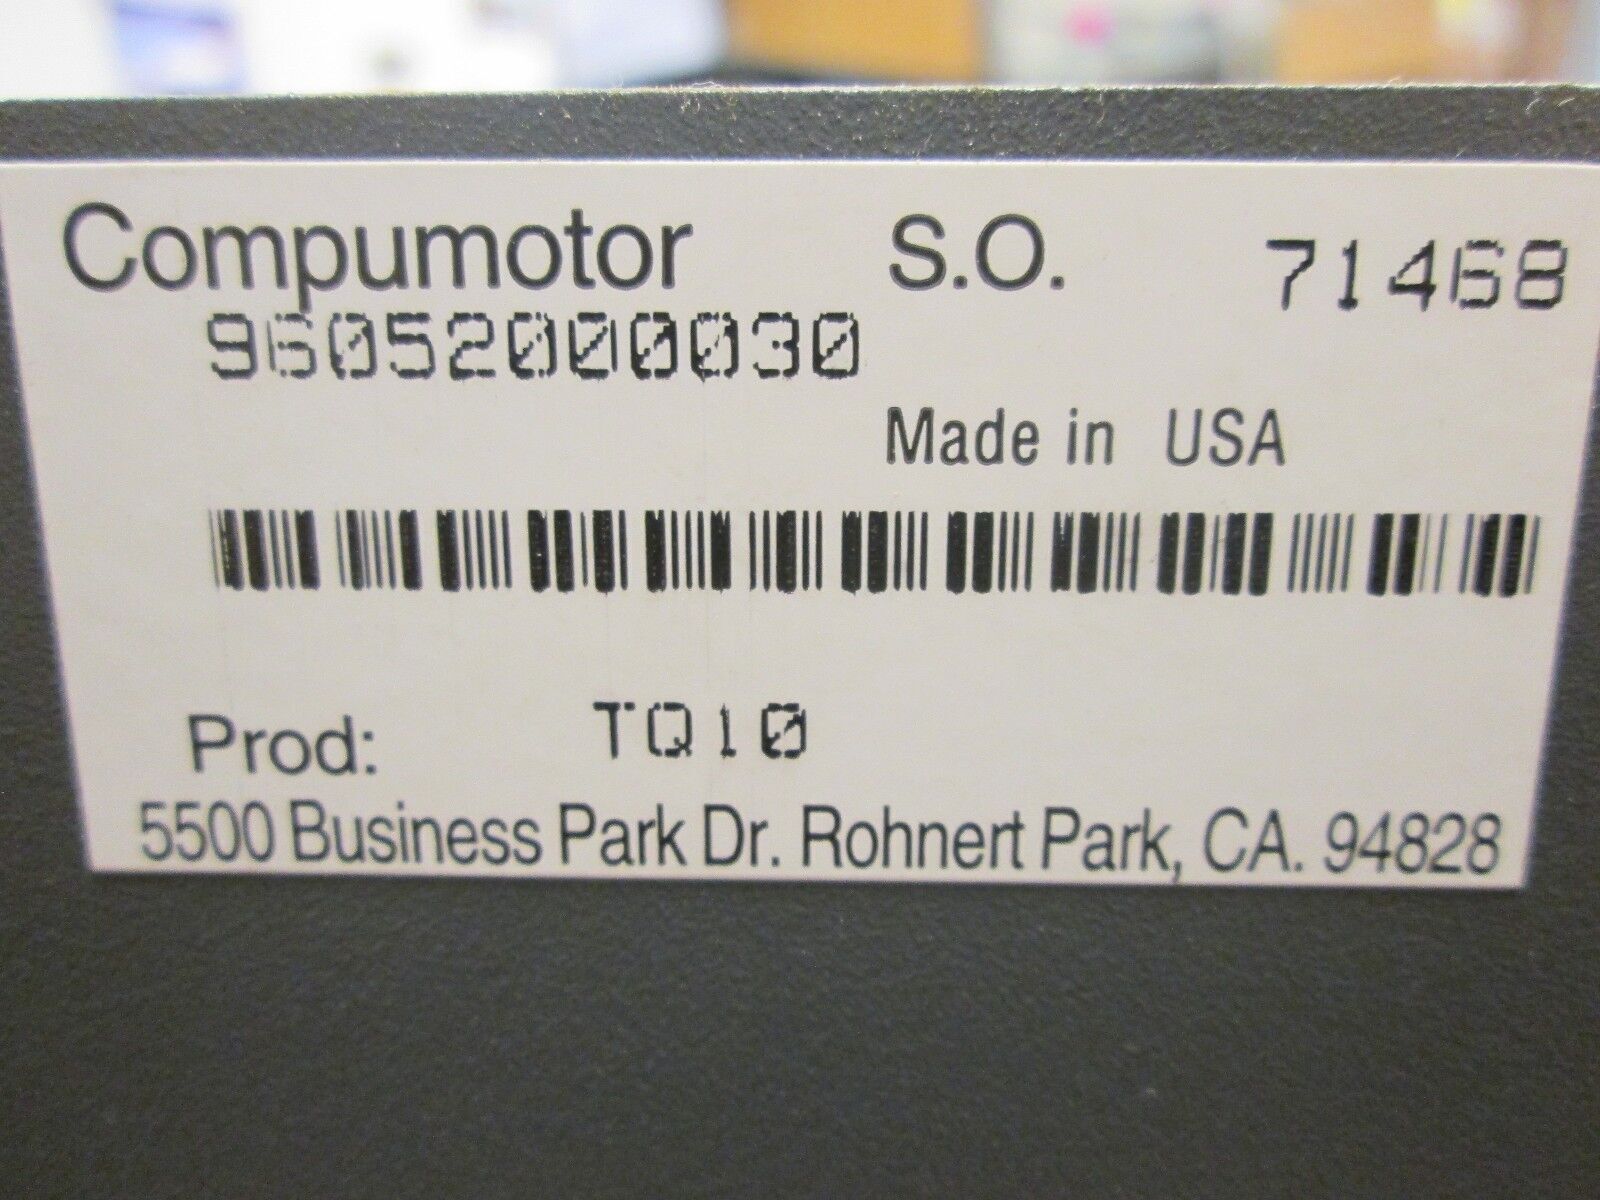 Compumotor S.O. 71468
96052000030
Made in USA
Prod: TQ10
5500 Business Park Dr. Rohnert Park, CA. 94828